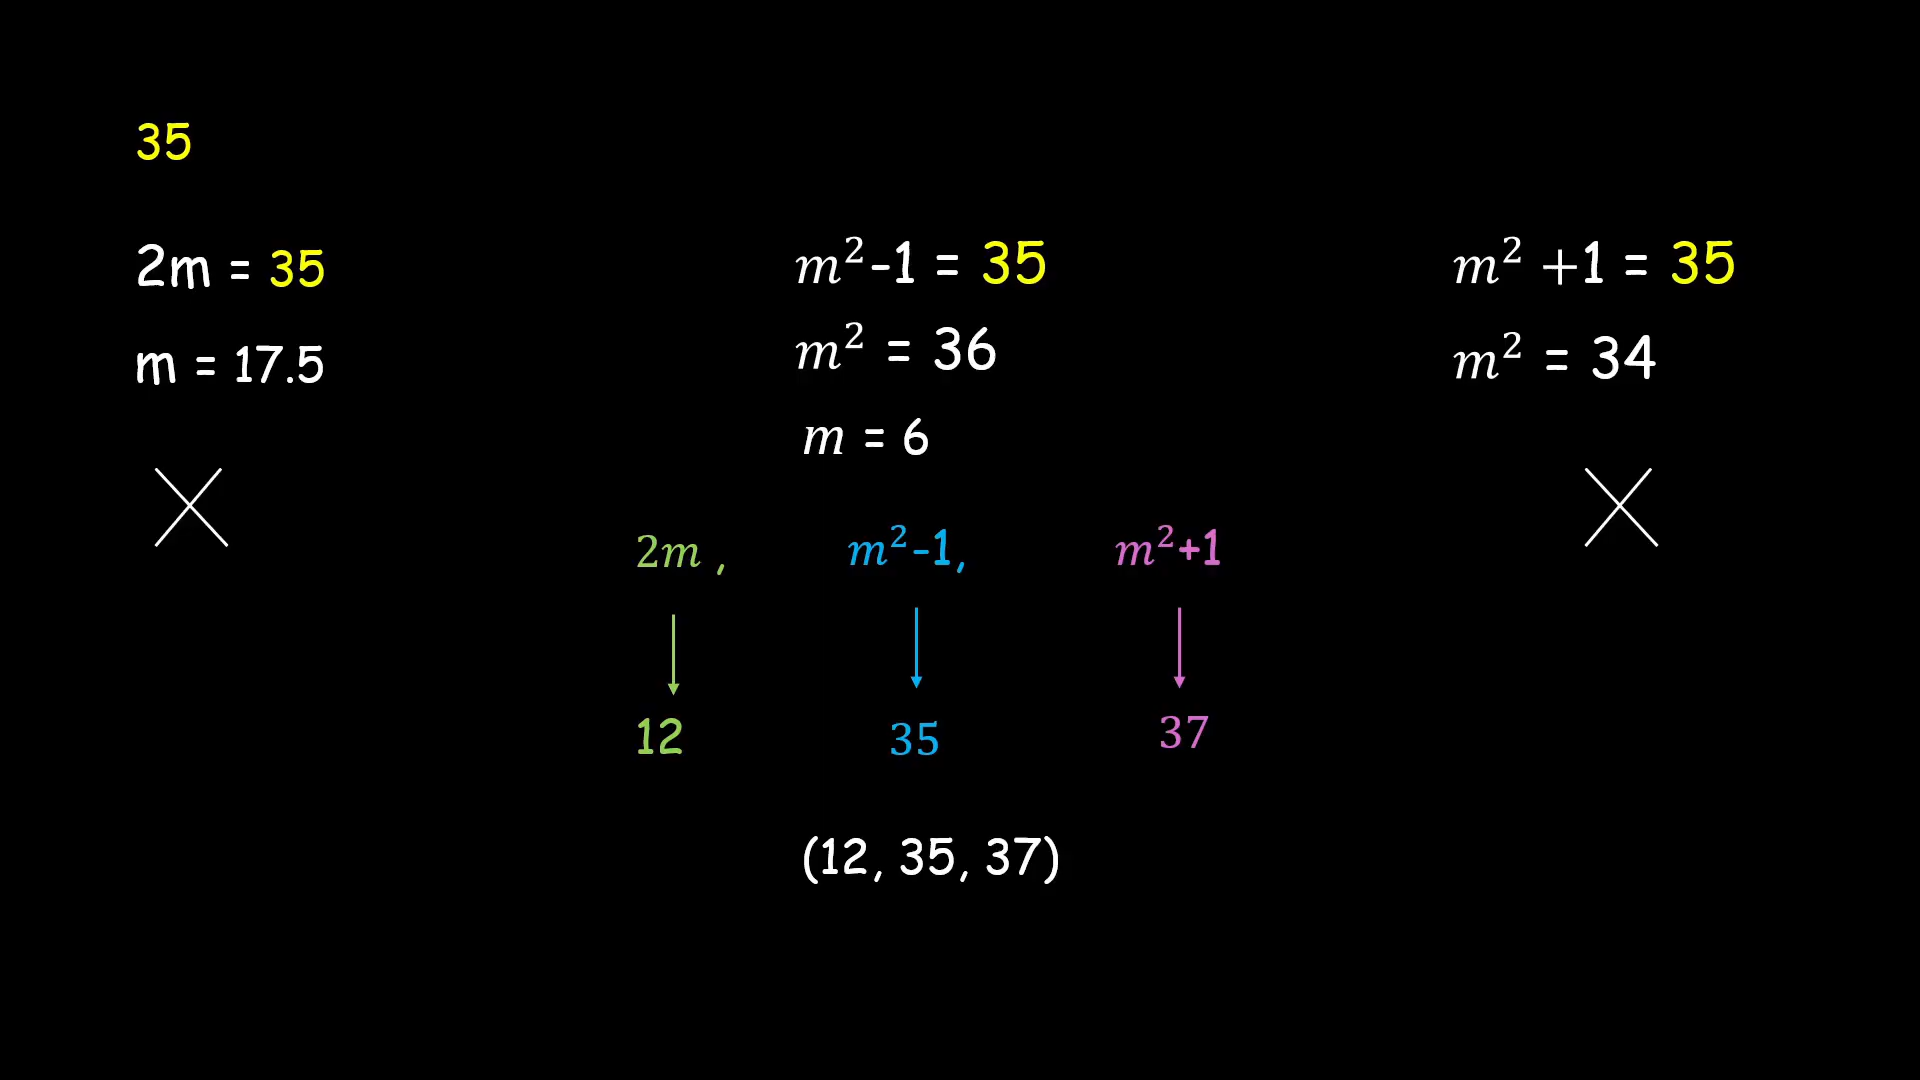 35
2m = 35
m = 17.5
m²-1 = 35
m² = 36
m = 6
m² +1 = 35
m² = 34
2m , m²-1, m²+1
12 35 37
(12, 35, 37)